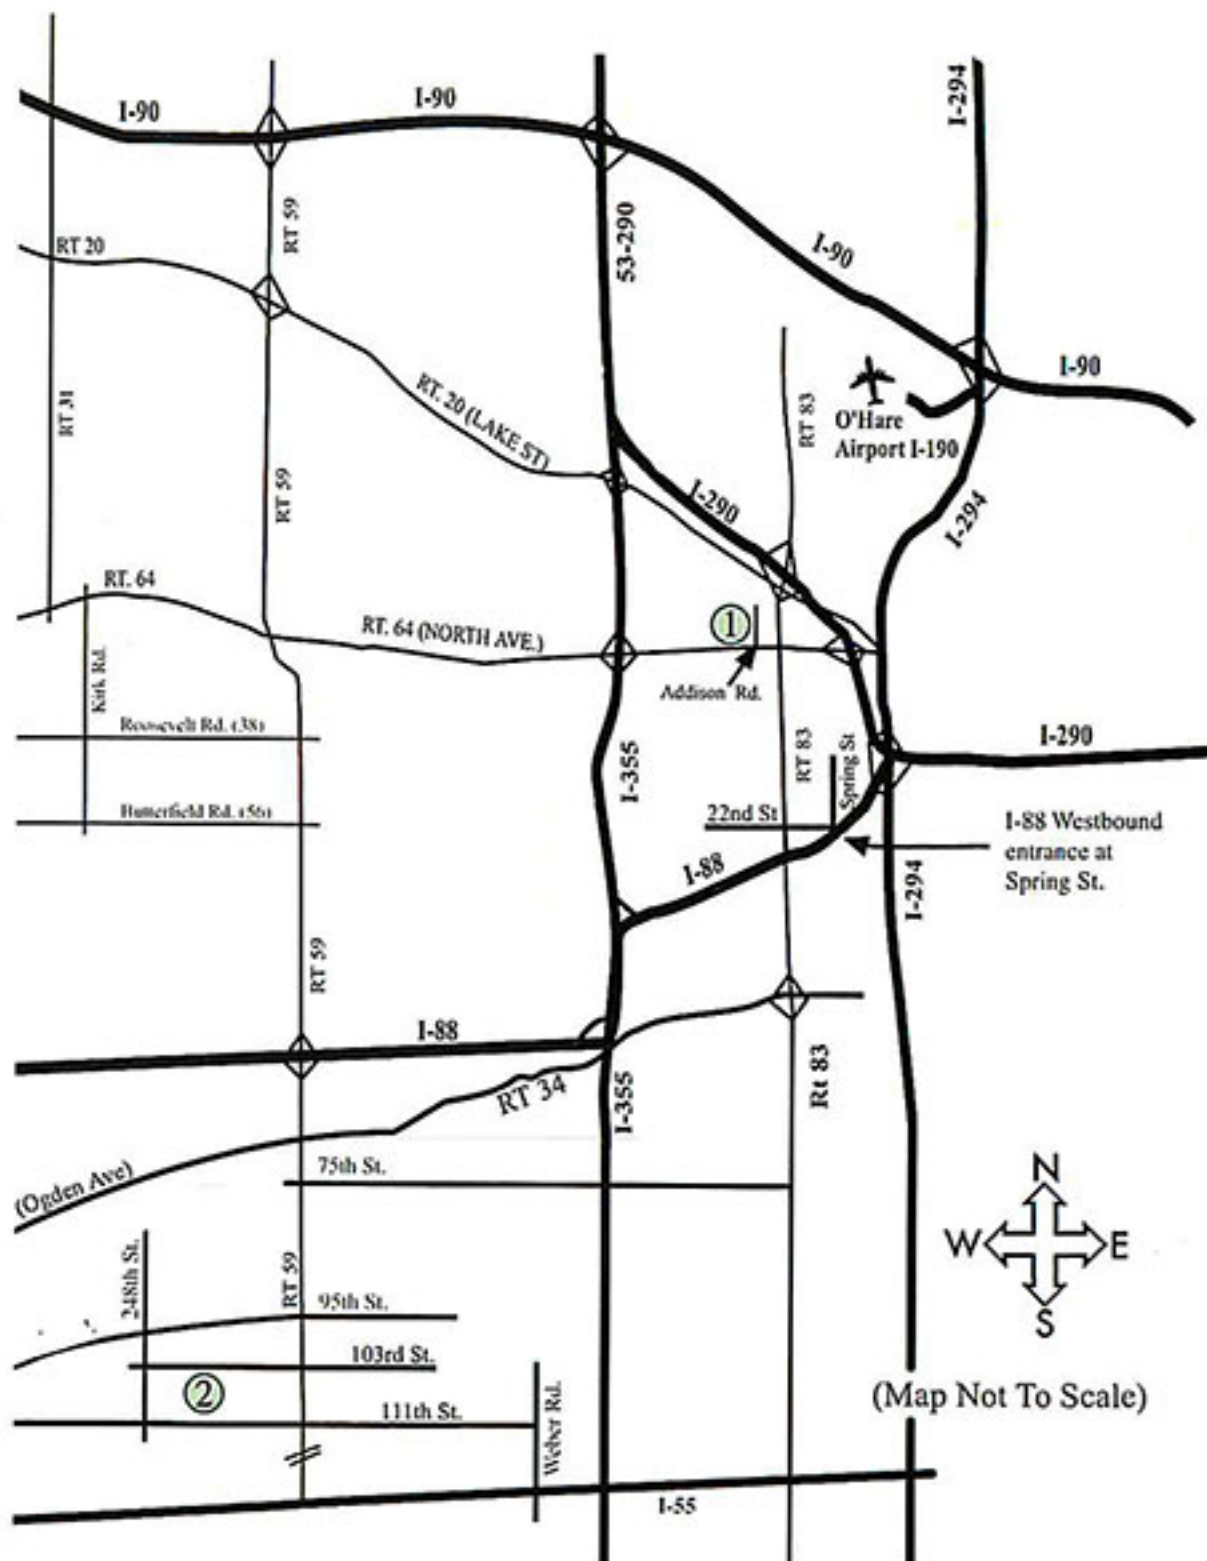 I-294
I-90
I-90
RT 59
53-290
RT 20
I-90
I-90
RT. 20 (LAKE ST)
RT 31
RT 83
O'Hare
Airport I-190
RT 59
I-290
I-294
RT. 64
RT. 64 (NORTH AVE.)
1
Kirk Rd.
Addison Rd.
Roosevelt Rd. (38)
I-290
I-355
RT 83
Spring St
Butterfield Rd. (56)
22nd St
I-88 Westbound
entrance at
Spring St.
I-88
I-294
RT 59
I-88
RT 34
I-355
Rt 83
75th St.
(Ogden Ave)
N
W
E
S
248th St.
RT 59
95th St.
103rd St.
2
(Map Not To Scale)
111th St.
Weber Rd.
I-55